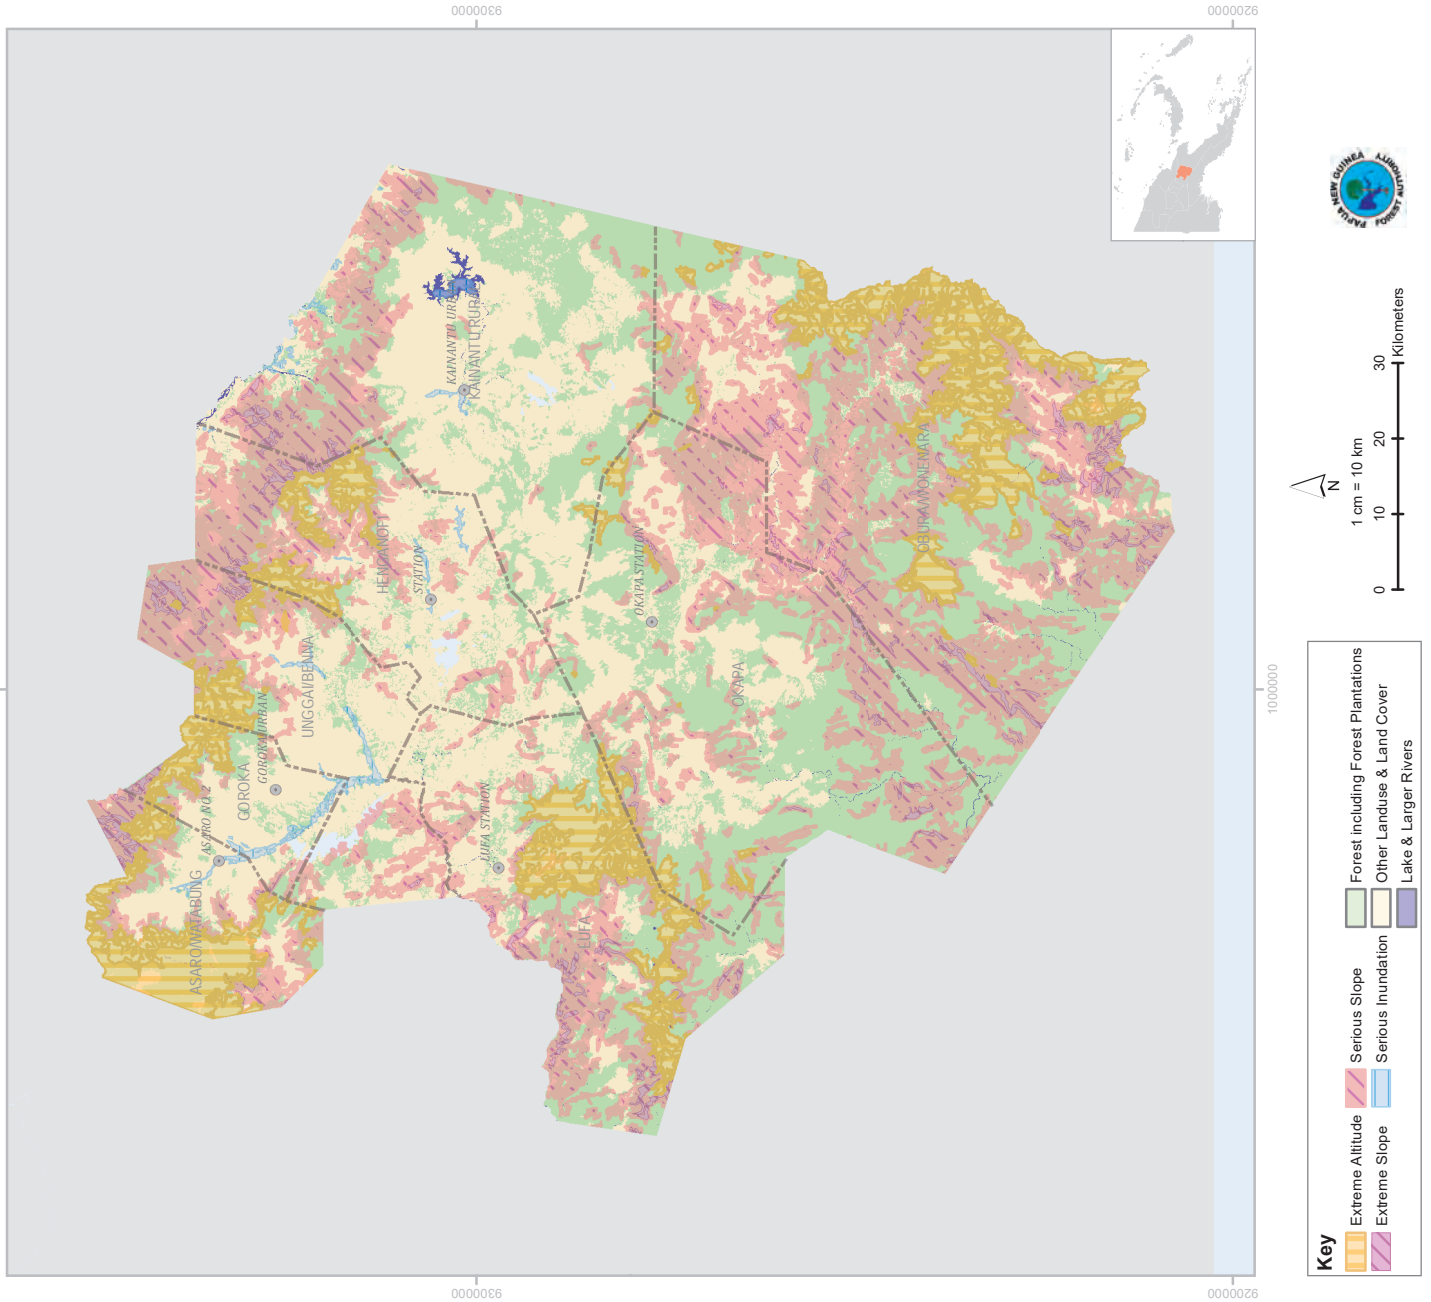 9300000
9200000
KAINANTU URB
KAINANTU RURA
HENGANOFI
STATION
UNGGAI/BENNA
GOROKA URBAN
GOROKA
ASARO NO. 2
ASARO/WATABUNG
LUFA STATION
LUFA
OKAPA STATION
OKAPA
OBURA/WONENARA
1000000
9300000
9200000
PAPUA NEW GUINEA
FOREST AUTHORITY
N
1 cm = 10 km
0 10 20 30 Kilometers
Key
Extreme Altitude
Extreme Slope
Serious Slope
Serious Inundation
Forest including Forest Plantations
Other Landuse & Land Cover
Lake & Larger Rivers